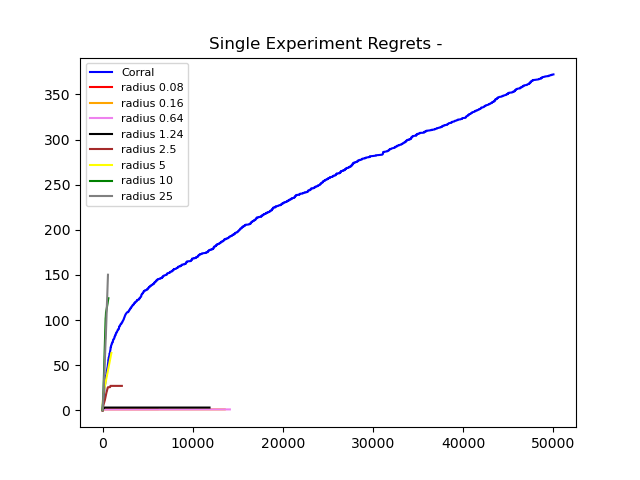 Single Experiment Regrets -
Corral
radius 0.08
radius 0.16
radius 0.64
radius 1.24
radius 2.5
radius 5
radius 10
radius 25
350
300
250
200
150
100
50
0
0 10000 20000 30000 40000 50000